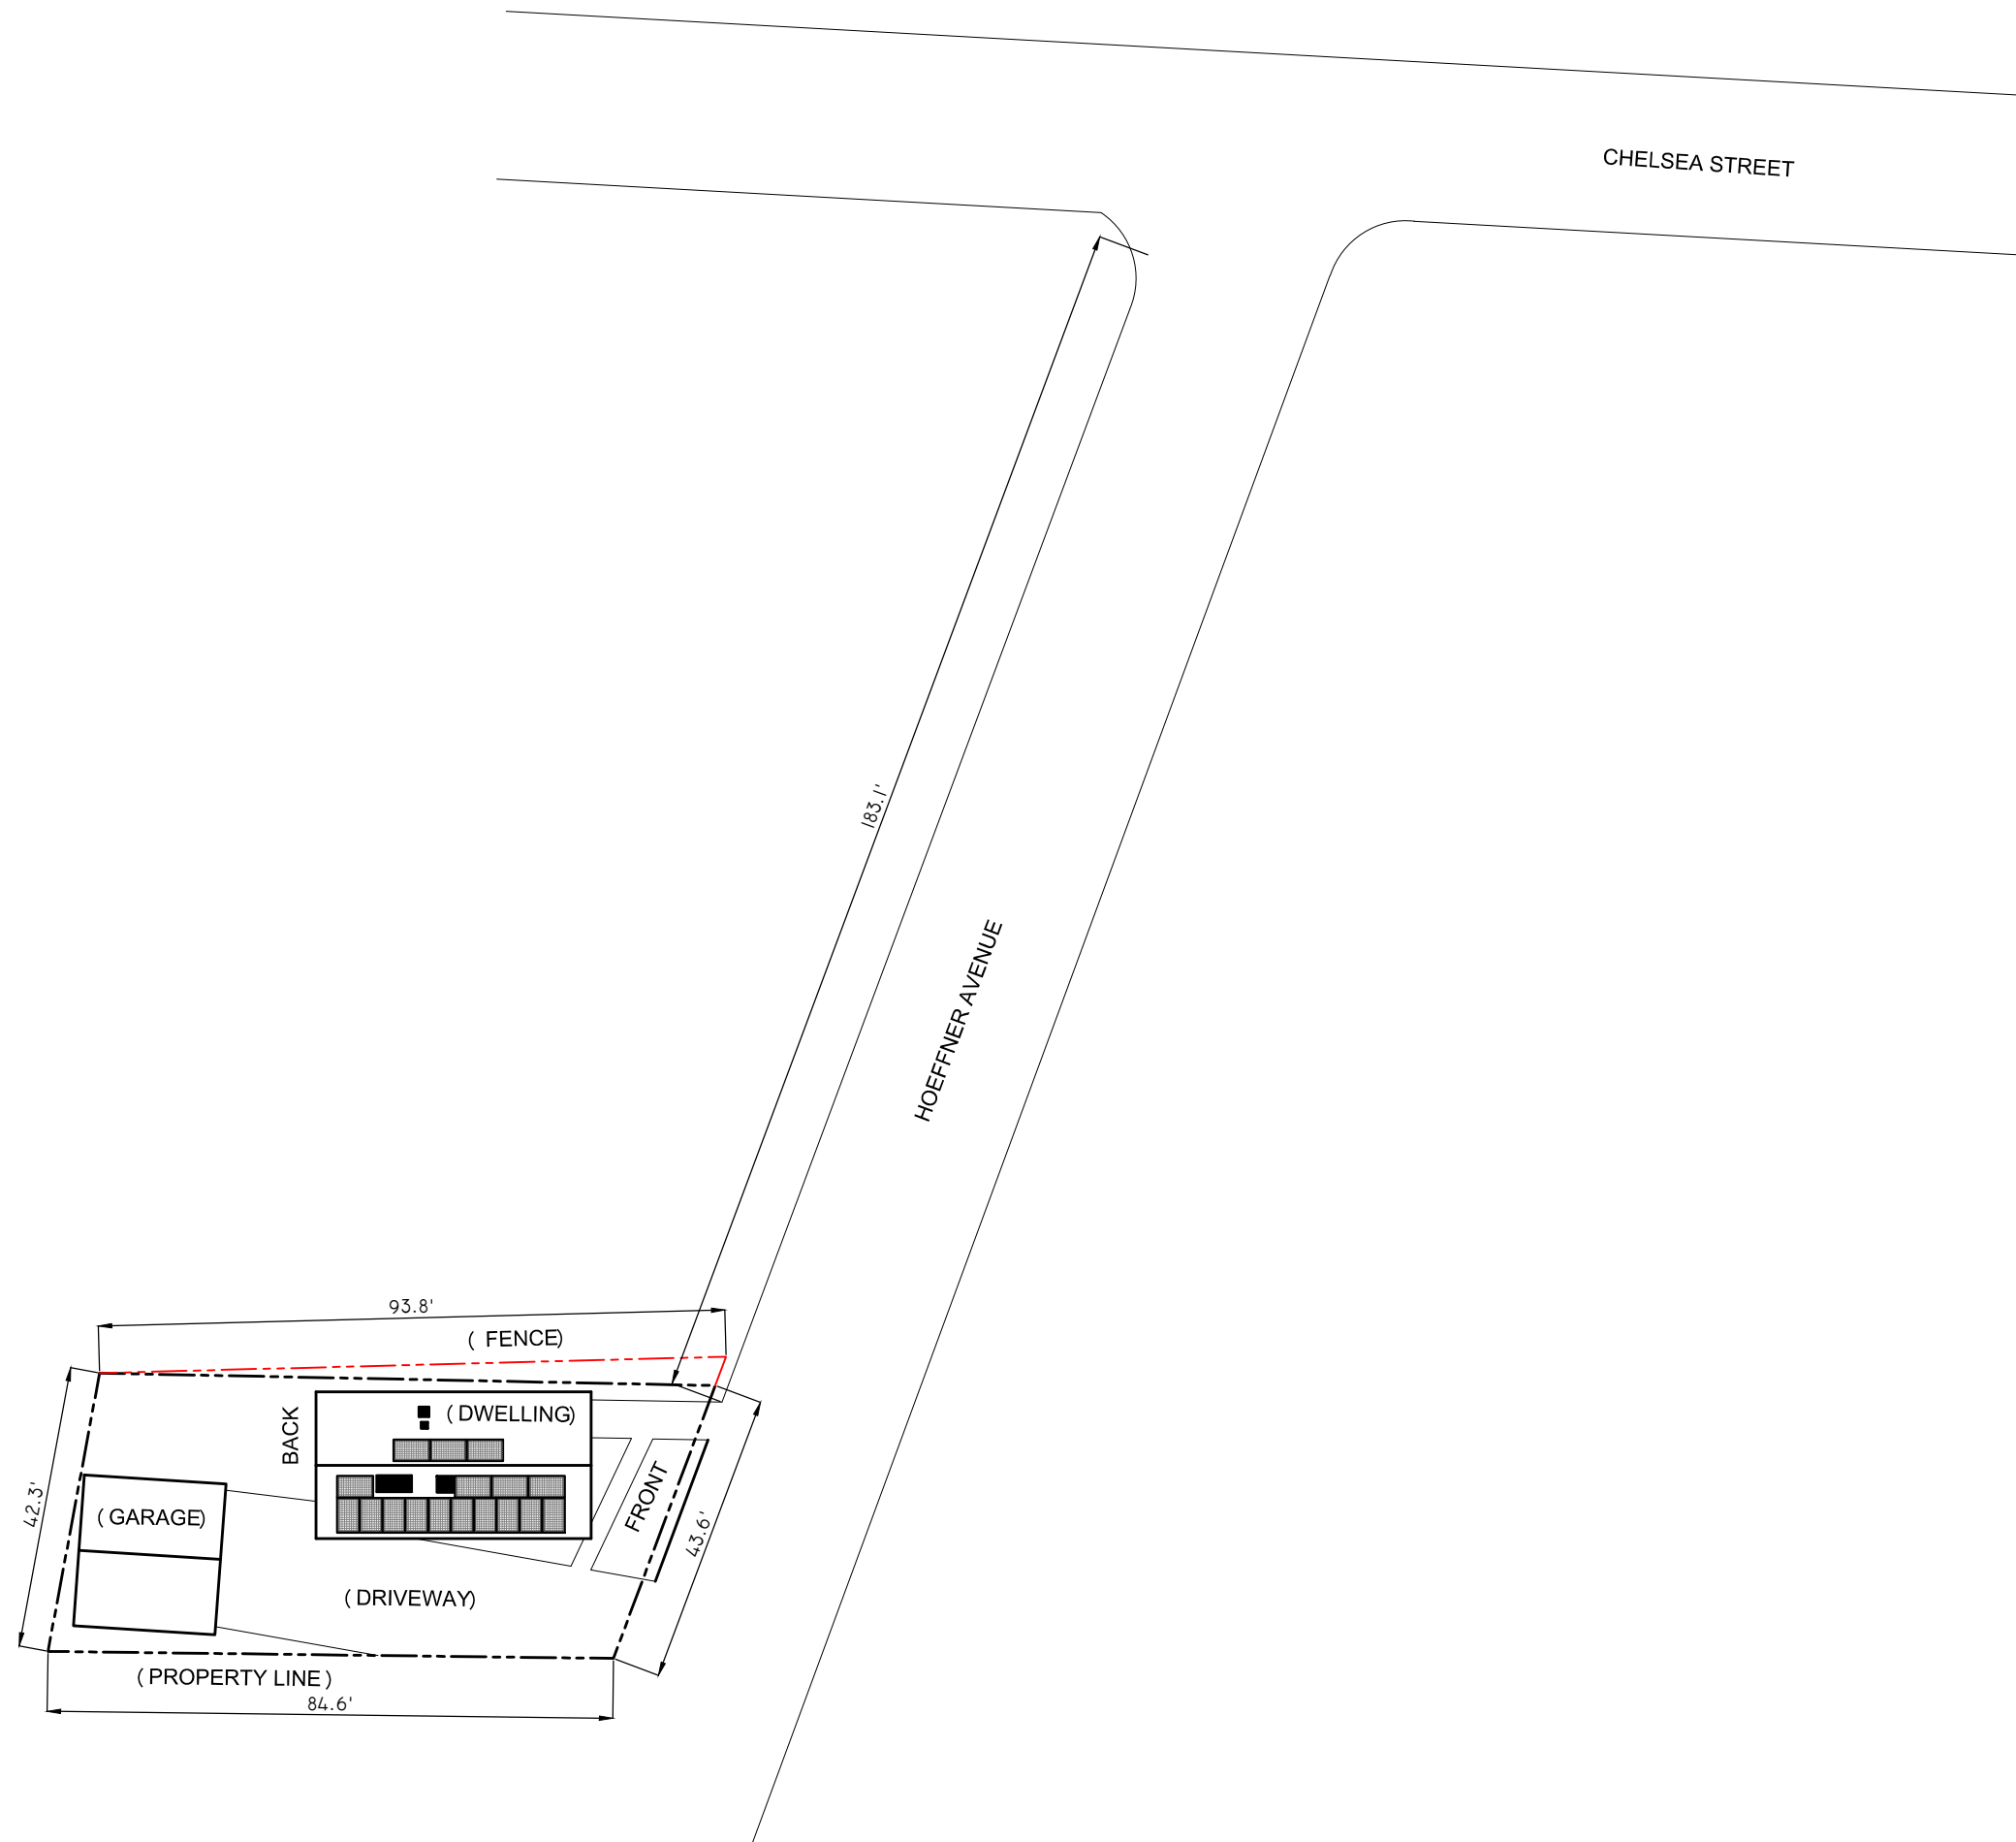 CHELSEA STREET
183.1'
HOEFFNER AVENUE
93.8'
( FENCE)
BACK
( DWELLING)
42.3'
( GARAGE)
FRONT
43.6'
( DRIVEWAY)
( PROPERTY LINE )
84.6'